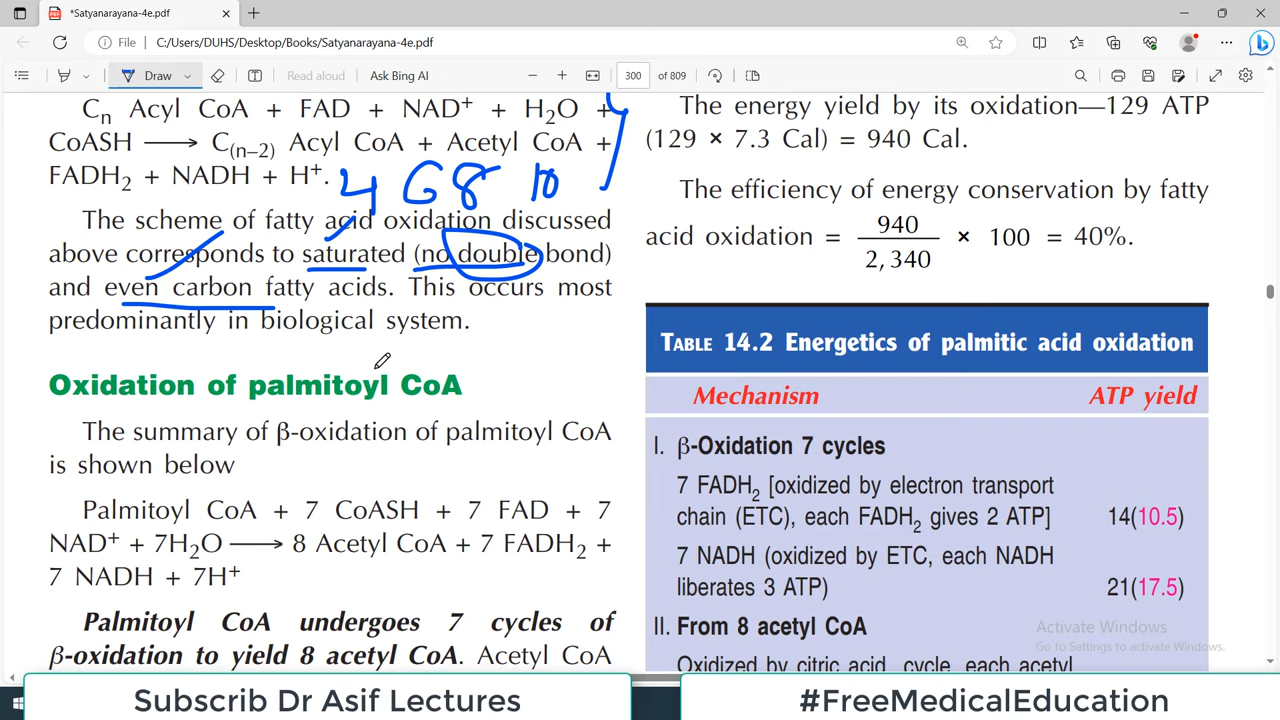 *Satyanarayana-4e.pdf
File
C:/Users/DUHS/Desktop/Books/Satyanarayana-4e.pdf
Draw
Read aloud
Ask Bing AI
300 of 809
Cn Acyl CoA + FAD + NAD+ + H2O +
CoASH ⟶ C(n–2) Acyl CoA + Acetyl CoA +
FADH2 + NADH + H+.
4 6 8 10
The scheme of fatty acid oxidation discussed
above corresponds to saturated (no double bond)
and even carbon fatty acids. This occurs most
predominantly in biological system.
Oxidation of palmitoyl CoA
The summary of β-oxidation of palmitoyl CoA
is shown below
Palmitoyl CoA + 7 CoASH + 7 FAD + 7
NAD+ + 7H2O ⟶ 8 Acetyl CoA + 7 FADH2 +
7 NADH + 7H+
Palmitoyl CoA undergoes 7 cycles of
β-oxidation to yield 8 acetyl CoA. Acetyl CoA
The energy yield by its oxidation—129 ATP
(129 × 7.3 Cal) = 940 Cal.
The efficiency of energy conservation by fatty
acid oxidation = 940 / 2,340 × 100 = 40%.
TABLE 14.2 Energetics of palmitic acid oxidation
Mechanism ATP yield
I. β-Oxidation 7 cycles
7 FADH2 [oxidized by electron transport
chain (ETC), each FADH2 gives 2 ATP] 14(10.5)
7 NADH (oxidized by ETC, each NADH
liberates 3 ATP) 21(17.5)
II. From 8 acetyl CoA
Oxidized by citric acid cycle, each acetyl
Activate Windows
Go to Settings to activate Windows.
Subscrib Dr Asif Lectures
#FreeMedicalEducation